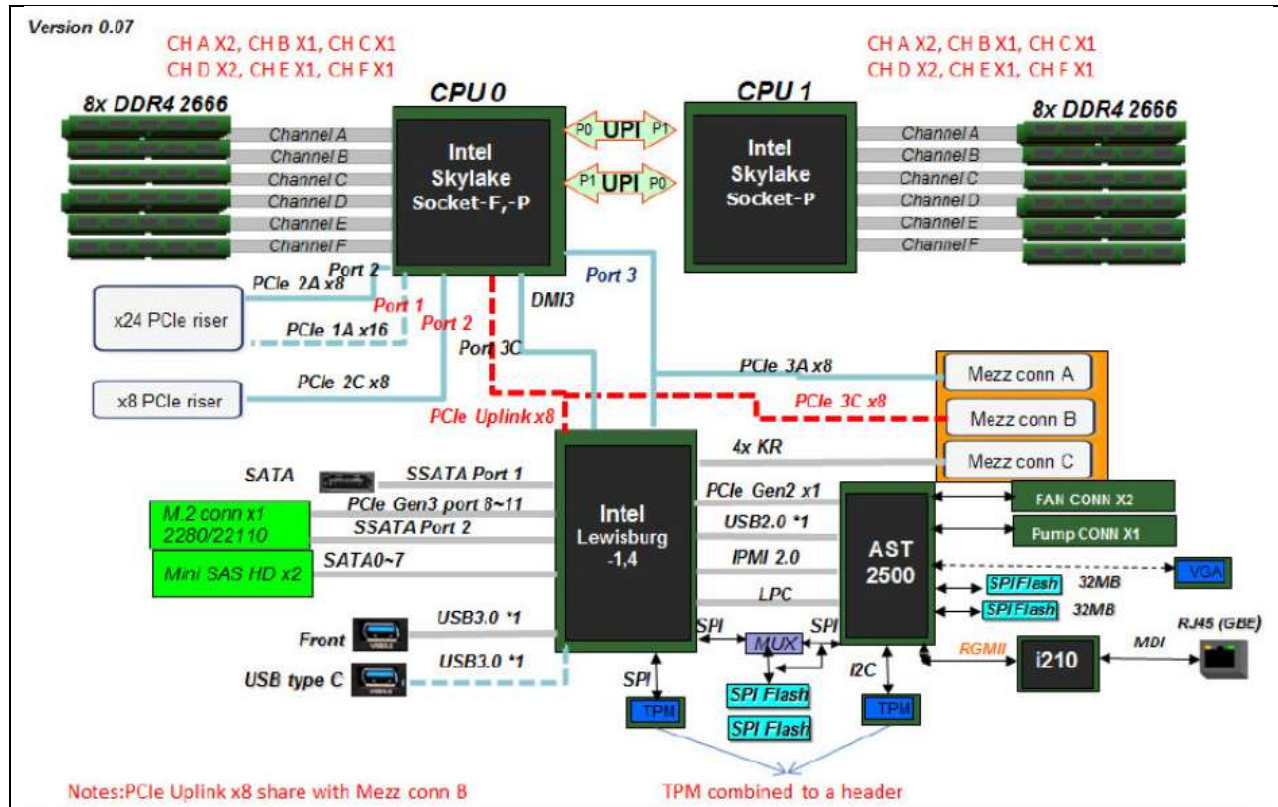 Version 0.07
CH A X2, CH B X1, CH C X1
CH D X2, CH E X1, CH F X1
CH A X2, CH B X1, CH C X1
CH D X2, CH E X1, CH F X1
8x DDR4 2666
CPU 0
CPU 1
8x DDR4 2666
Channel A
Channel B
Channel C
Channel D
Channel E
Channel F
Intel
Skylake
Socket-F,-P
P0 UPI P1
P1 UPI P0
Intel
Skylake
Socket-P
Channel A
Channel B
Channel C
Channel D
Channel E
Channel F
Port 2
PCIe 2A x8
Port 1
x24 PCIe riser
PCIe 1A x16
Port 2
DMI3
Port 3
Port 3C
x8 PCIe riser
PCIe 2C x8
PCIe Uplink x8
PCIe 3A x8
PCIe 3C x8
Mezz conn A
Mezz conn B
Mezz conn C
4x KR
SATA
SSATA Port 1
PCIe Gen3 port 8~11
M.2 conn x1
2280/22110
SSATA Port 2
Mini SAS HD x2
SATA0~7
Intel
Lewisburg
-1,4
PCIe Gen2 x1
USB2.0 *1
IPMI 2.0
LPC
AST
2500
FAN CONN X2
Pump CONN X1
VGA
SPI Flash 32MB
SPI Flash 32MB
Front
USB3.0 *1
USB type C
USB3.0 *1
SPI
MUX
SPI
SPI
TPM
SPI Flash
SPI Flash
I2C
TPM
RGMII
i210
MDI
RJ45 (GBE)
Notes:PCIe Uplink x8 share with Mezz conn B
TPM combined to a header